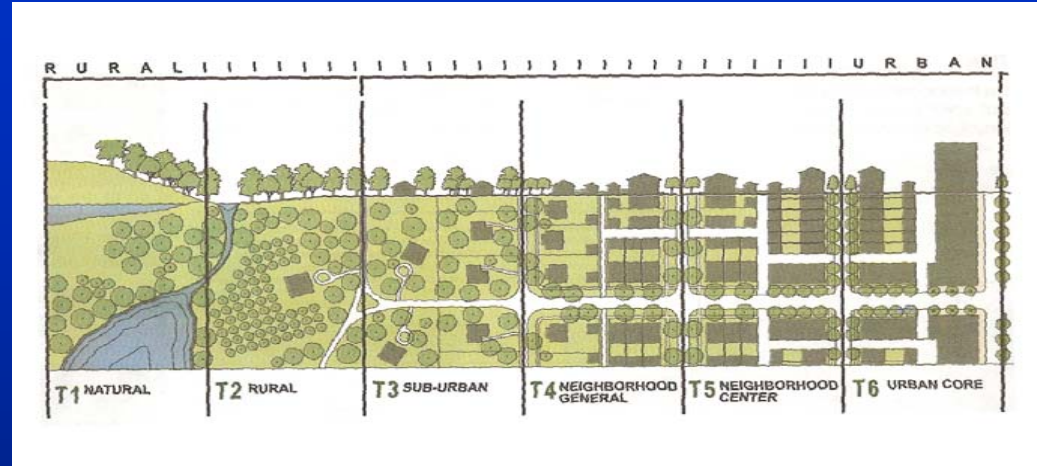 RURAL URBAN
T1 NATURAL
T2 RURAL
T3 SUB-URBAN
T4 NEIGHBORHOOD
GENERAL
T5 NEIGHBORHOOD
CENTER
T6 URBAN CORE